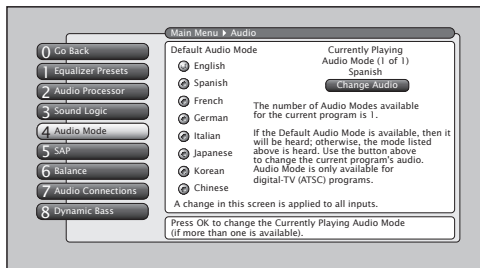 Main Menu Audio
0 Go Back
1 Equalizer Presets
2 Audio Processor
3 Sound Logic
4 Audio Mode
5 SAP
6 Balance
7 Audio Connections
8 Dynamic Bass
Default Audio Mode
English
Spanish
French
German
Italian
Japanese
Korean
Chinese
Currently Playing
Audio Mode (1 of 1)
Spanish
Change Audio
The number of Audio Modes available
for the current program is 1.
If the Default Audio Mode is available, then it
will be heard; otherwise, the mode listed
above is heard. Use the button above
to change the current program's audio.
Audio Mode is only available for
digital-TV (ATSC) programs.
A change in this screen is applied to all inputs.
Press OK to change the Currently Playing Audio Mode
(if more than one is available).